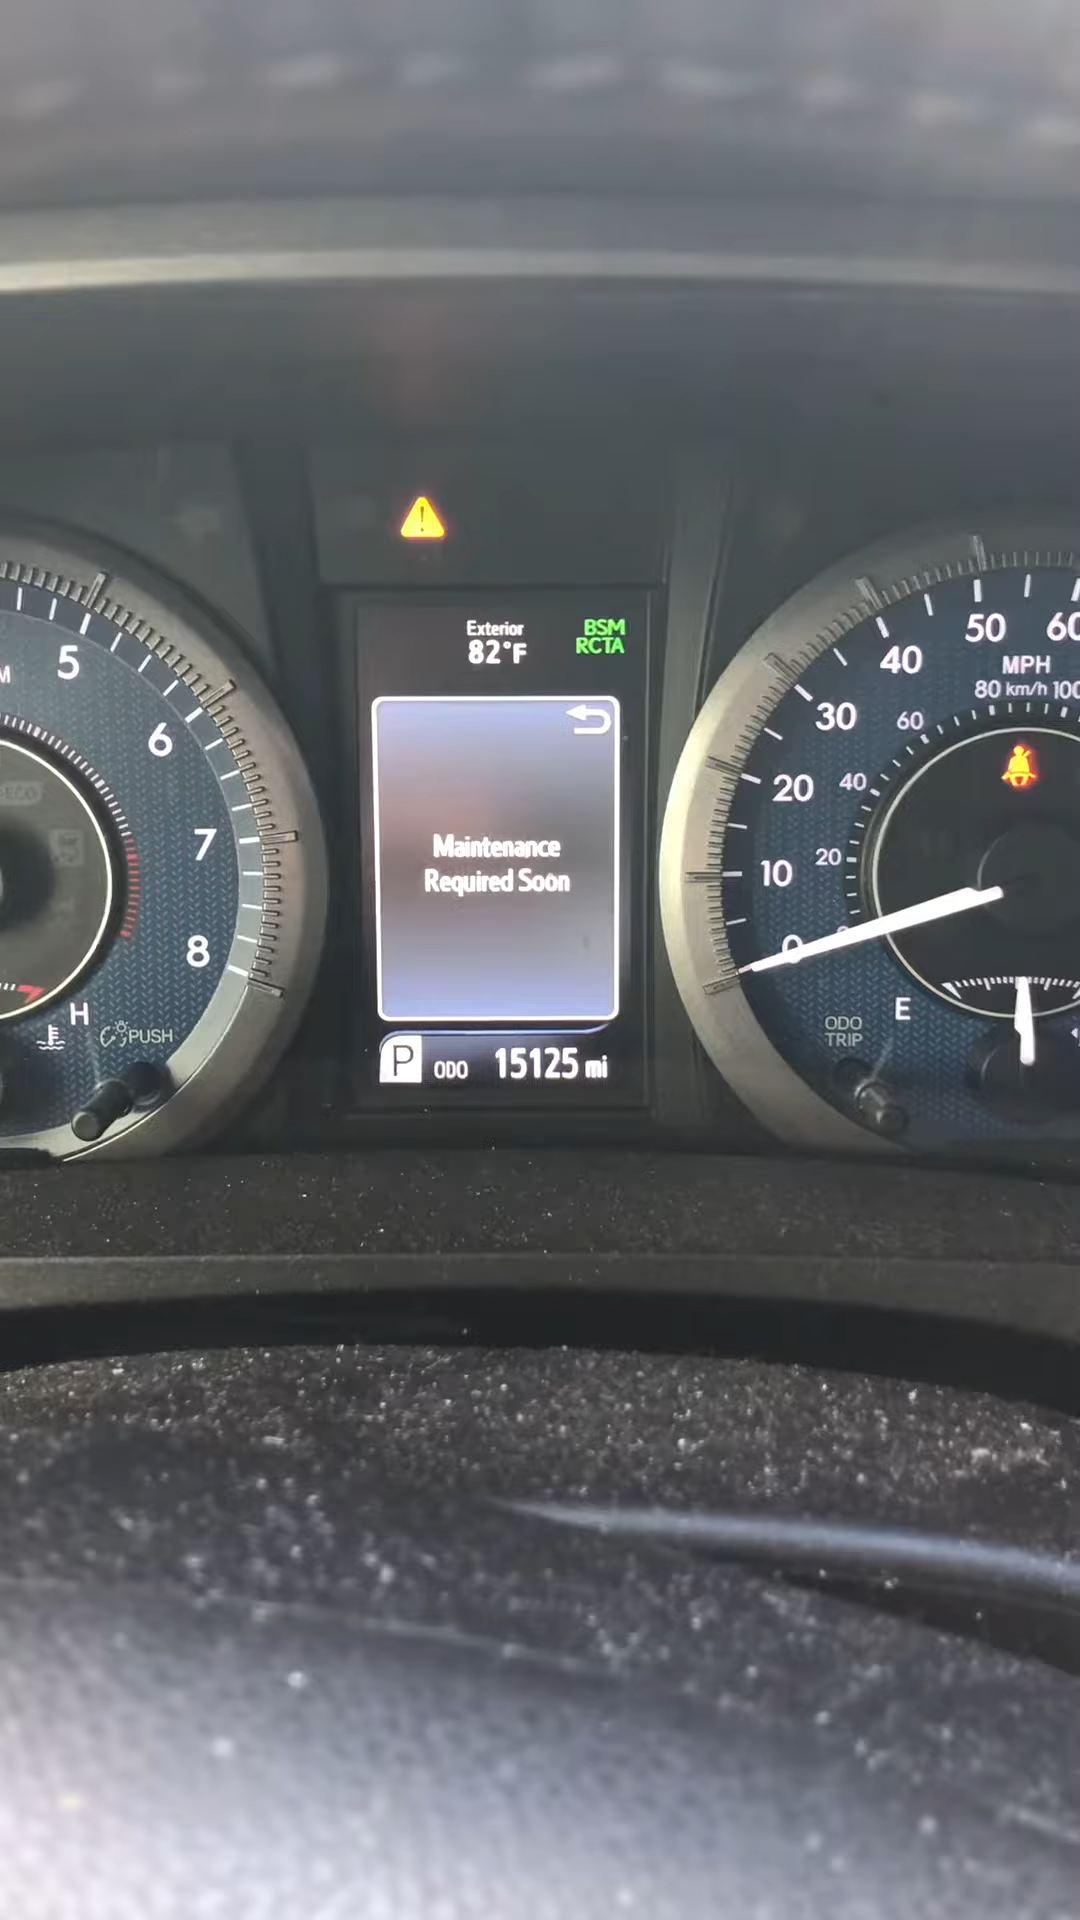 Exterior
82°F
BSM
RCTA
Maintenance
Required Soon
P ODO 15125 mi
5
6
7
8
H
PUSH
0
10
20
30
40
50
60
MPH
80 km/h 100
60
40
20
ODO
TRIP
E